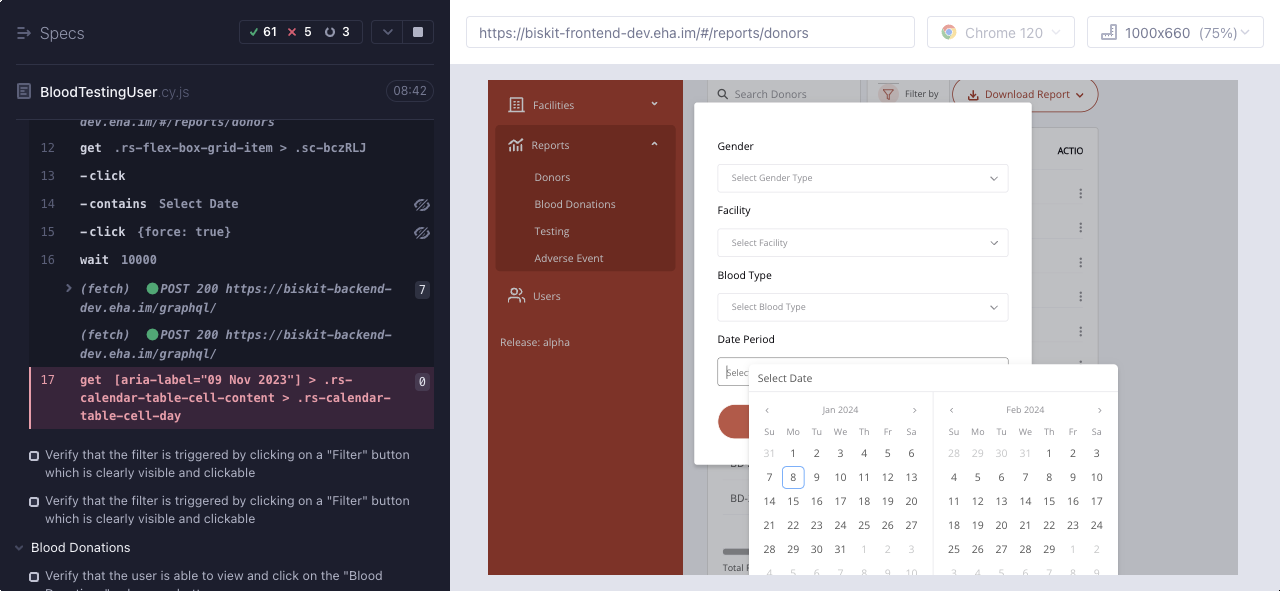 Specs
61
5
3
BloodTestingUser.cy.js
08:42
dev.eha.im/#/reports/donors
12 get .rs-flex-box-grid-item > .sc-bczRLJ
13 -click
14 -contains Select Date
15 -click {force: true}
16 wait 10000
(fetch) POST 200 https://biskit-backend-
dev.eha.im/graphql/
7
(fetch) POST 200 https://biskit-backend-
dev.eha.im/graphql/
17 get [aria-label="09 Nov 2023"] > .rs-
calendar-table-cell-content > .rs-calendar-
table-cell-day
0
Verify that the filter is triggered by clicking on a "Filter" button
which is clearly visible and clickable
Verify that the filter is triggered by clicking on a "Filter" button
which is clearly visible and clickable
Blood Donations
Verify that the user is able to view and click on the "Blood
https://biskit-frontend-dev.eha.im/#/reports/donors
Chrome 120
1000x660 (75%)
Facilities
Reports
Donors
Blood Donations
Testing
Adverse Event
Users
Release: alpha
Search Donors
Filter by
Download Report
ACTIO
Gender
Select Gender Type
Facility
Select Facility
Blood Type
Select Blood Type
Date Period
Selec
Select Date
Jan 2024
Su Mo Tu We Th Fr Sa
31 1 2 3 4 5 6
7 8 9 10 11 12 13
14 15 16 17 18 19 20
21 22 23 24 25 26 27
28 29 30 31 1 2 3
4 5 6 7 8 9 10
Feb 2024
Su Mo Tu We Th Fr Sa
28 29 30 31 1 2 3
4 5 6 7 8 9 10
11 12 13 14 15 16 17
18 19 20 21 22 23 24
25 26 27 28 29 1 2
3 4 5 6 7 8 9
BD-
Total